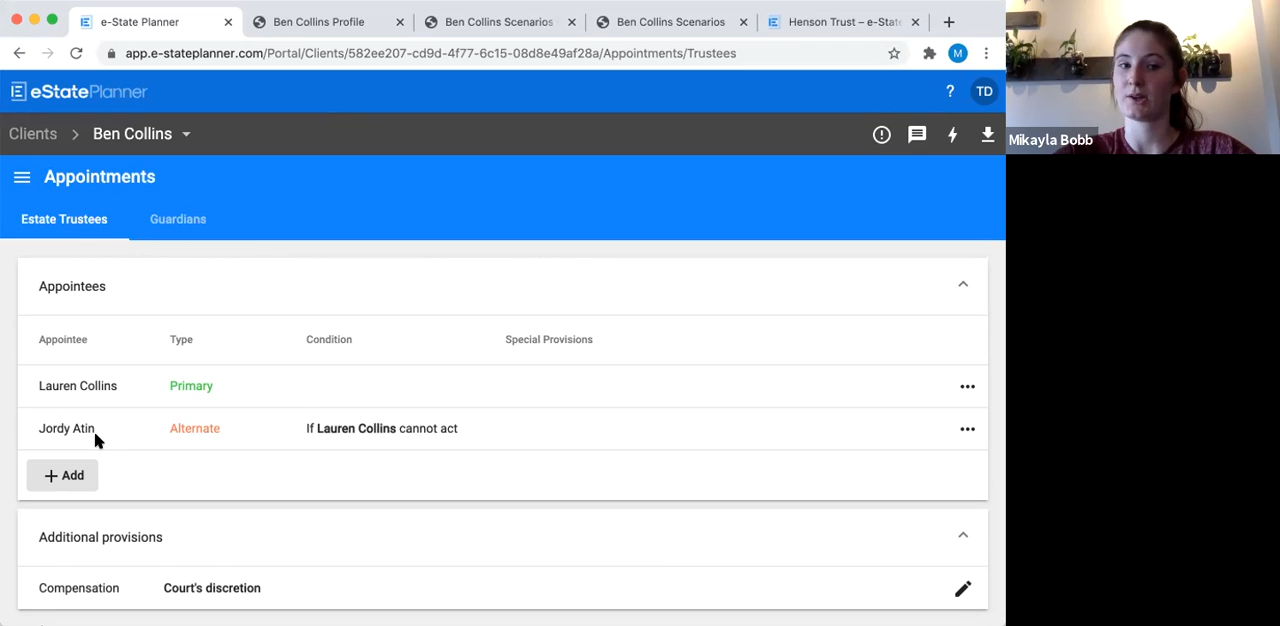 e-State Planner
Ben Collins Profile
Ben Collins Scenarios
Ben Collins Scenarios
Henson Trust – e-State
app.e-stateplanner.com/Portal/Clients/582ee207-cd9d-4f77-6c15-08d8e49af28a/Appointments/Trustees
M
eStatePlanner
?
TD
Clients > Ben Collins
Appointments
Estate Trustees
Guardians
Appointees
Appointee
Type
Condition
Special Provisions
Lauren Collins
Primary
Jordy Atin
Alternate
If Lauren Collins cannot act
+ Add
Additional provisions
Compensation
Court's discretion
Mikayla Bobb